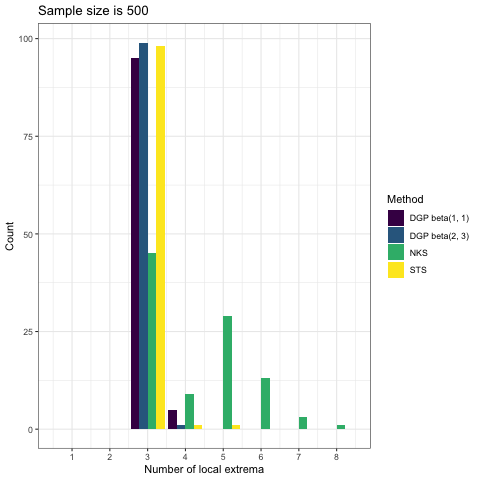 Sample size is 500
100
75
50
25
0
Count
1 2 3 4 5 6 7 8
Number of local extrema
Method
DGP beta(1, 1)
DGP beta(2, 3)
NKS
STS